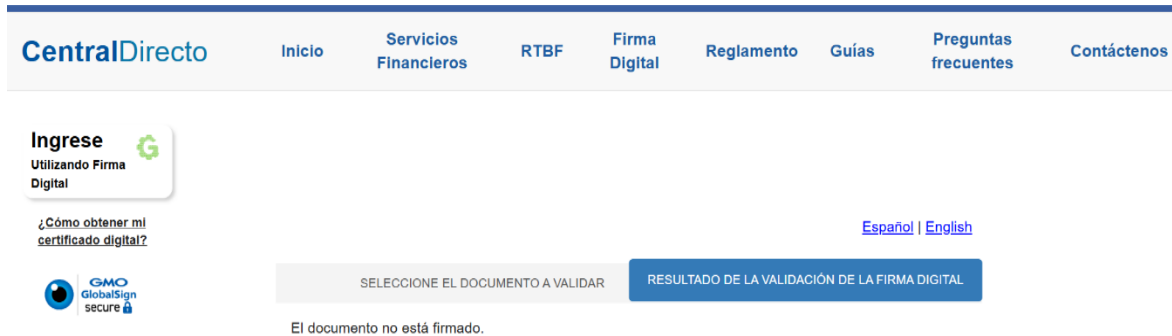 CentralDirecto
Inicio
Servicios
Financieros
RTBF
Firma
Digital
Reglamento
Guías
Preguntas
frecuentes
Contáctenos
Ingrese
Utilizando Firma
Digital
¿Cómo obtener mi
certificado digital?
GMO
GlobalSign
secure
Español | English
SELECCIONE EL DOCUMENTO A VALIDAR
RESULTADO DE LA VALIDACIÓN DE LA FIRMA DIGITAL
El documento no está firmado.